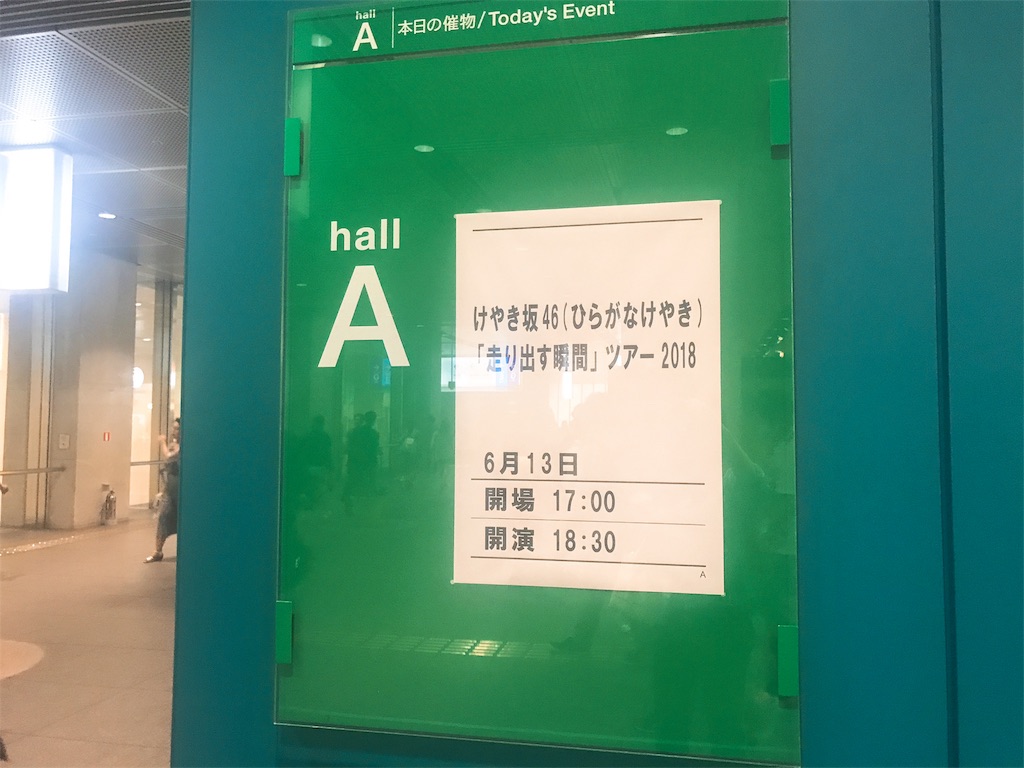 hall
A
本日の催物/Today's Event
hall
A
けやき坂46(ひらがなけやき)
「走り出す瞬間」ツアー2018
6月13日
開場 17:00
開演 18:30
A